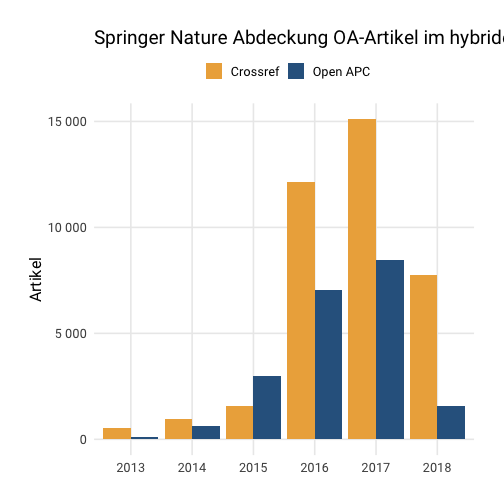 Springer Nature Abdeckung OA-Artikel im hybride
Crossref Open APC
Artikel
15 000
10 000
5 000
0
2013 2014 2015 2016 2017 2018